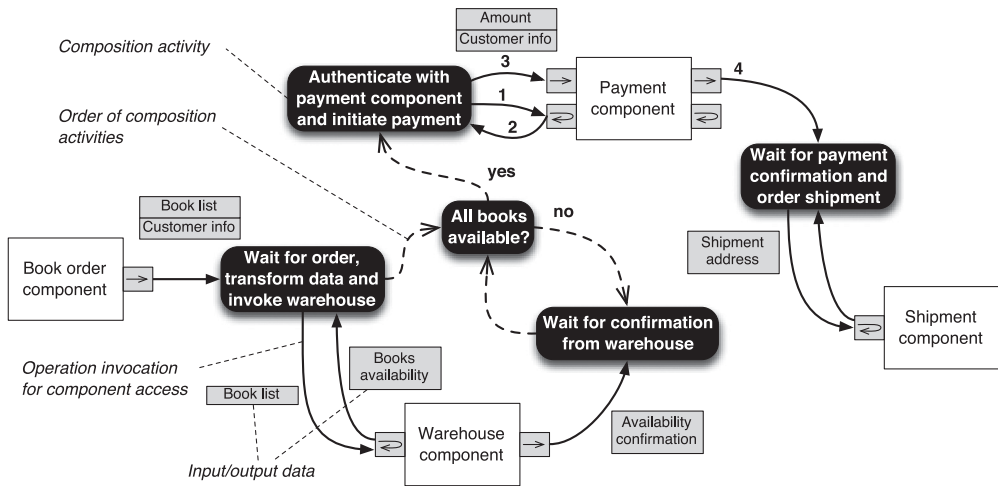 Composition activity
Amount
Customer info
3
4
Authenticate with
payment component
and initiate payment
1
2
Payment
component
Order of composition
activities
Wait for payment
confirmation and
order shipment
yes
Book list
Customer info
All books
available?
no
Shipment
address
Book order
component
Wait for order,
transform data and
invoke warehouse
Wait for confirmation
from warehouse
Shipment
component
Operation invocation
for component access
Books
availability
Book list
Warehouse
component
Availability
confirmation
Input/output data